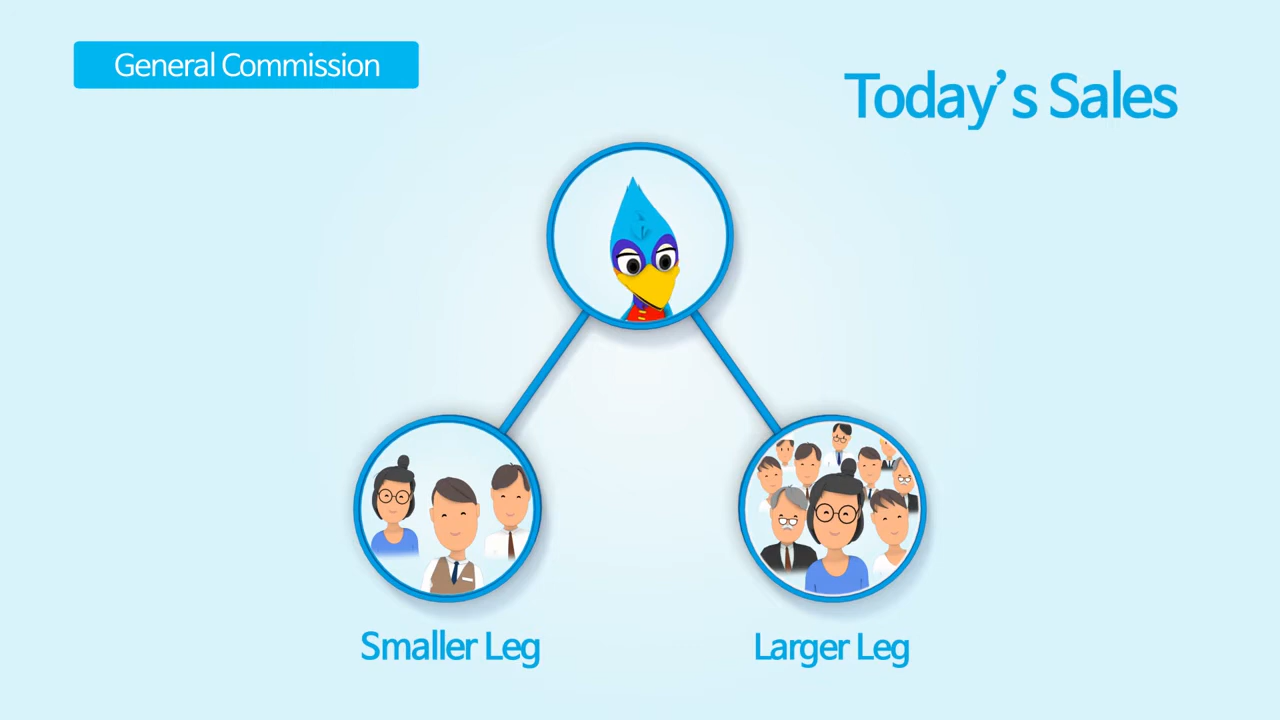 General Commission
Today’s Sales
Smaller Leg
Larger Leg